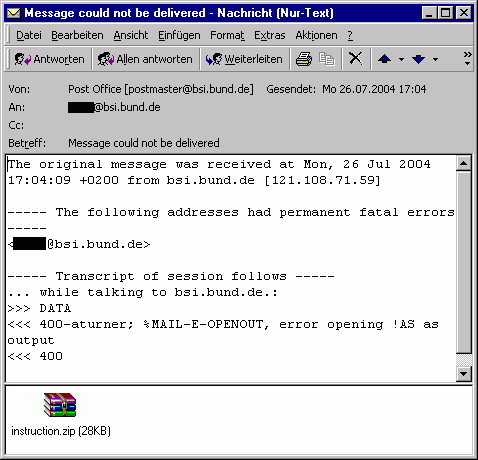 Message could not be delivered - Nachricht (Nur-Text)
Datei Bearbeiten Ansicht Einfügen Format Extras Aktionen ?
Antworten Allen antworten Weiterleiten
Von: Post Office [postmaster@bsi.bund.de] Gesendet: Mo 26.07.2004 17:04
An: @bsi.bund.de
Cc:
Betreff: Message could not be delivered
The original message was received at Mon, 26 Jul 2004
17:04:09 +0200 from bsi.bund.de [121.108.71.59]
----- The following addresses had permanent fatal errors
-----
< @bsi.bund.de>
----- Transcript of session follows -----
... while talking to bsi.bund.de.:
>>> DATA
<<< 400-aturner; %MAIL-E-OPENOUT, error opening !AS as
output
<<< 400
instruction.zip (28KB)